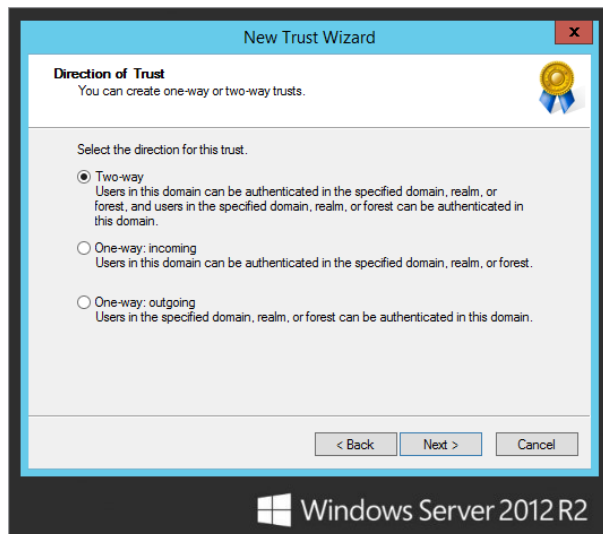 New Trust Wizard
x
Direction of Trust
You can create one-way or two-way trusts.
Select the direction for this trust.
Two-way
Users in this domain can be authenticated in the specified domain, realm, or
forest, and users in the specified domain, realm, or forest can be authenticated in
this domain.
One-way: incoming
Users in this domain can be authenticated in the specified domain, realm, or forest.
One-way: outgoing
Users in the specified domain, realm, or forest can be authenticated in this domain.
< Back Next > Cancel
Windows Server 2012 R2